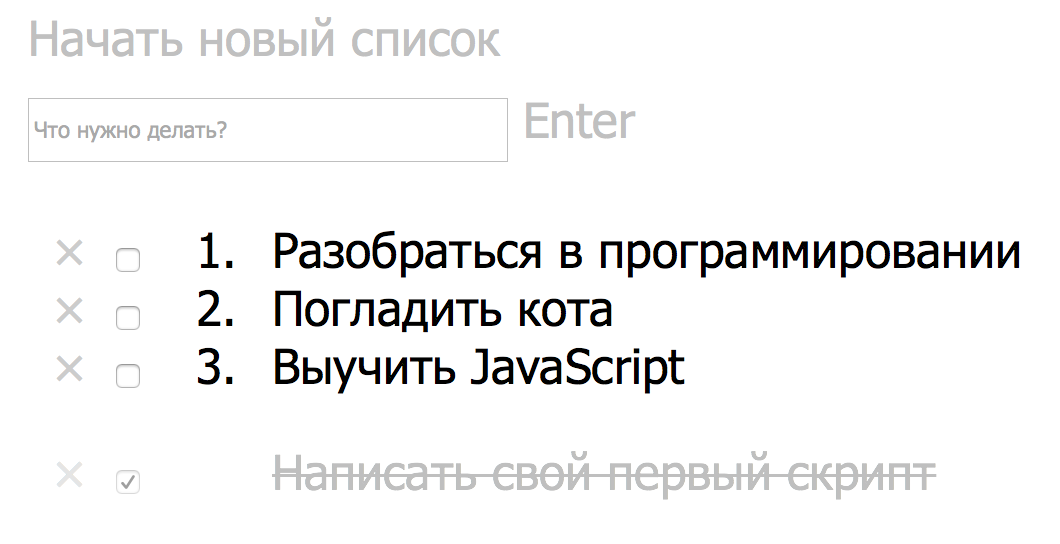 Начать новый список
Что нужно делать? Enter
1. Разобраться в программировании
2. Погладить кота
3. Выучить JavaScript
Написать свой первый скрипт